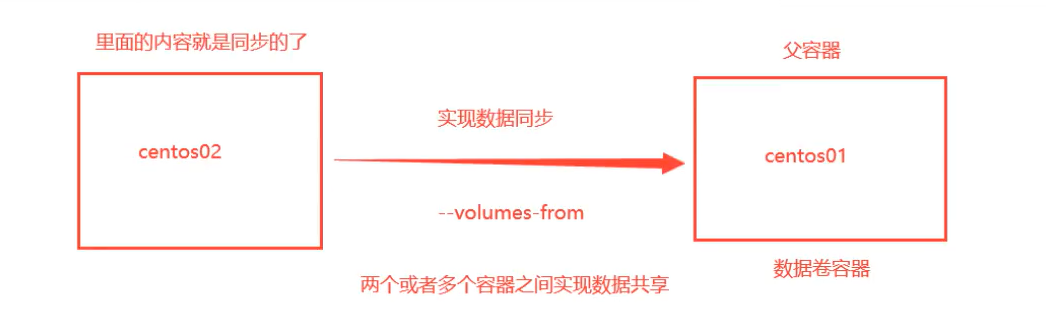 里面的内容就是同步的了
父容器
实现数据同步
centos02
centos01
--volumes-from
数据卷容器
两个或者多个容器之间实现数据共享